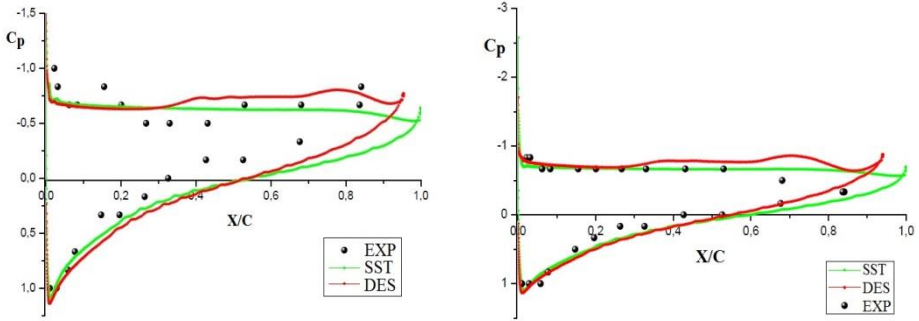 -1,5
Cp
-1,0
-0,5
0,0
0,0 0,2 0,4 0,6 0,8 1,0
X/C
0,5
1,0
EXP
SST
DES
-3
Cp
-2
-1
0
0,0 0,2 0,4 0,6 0,8 1,0
X/C
1
SST
DES
EXP